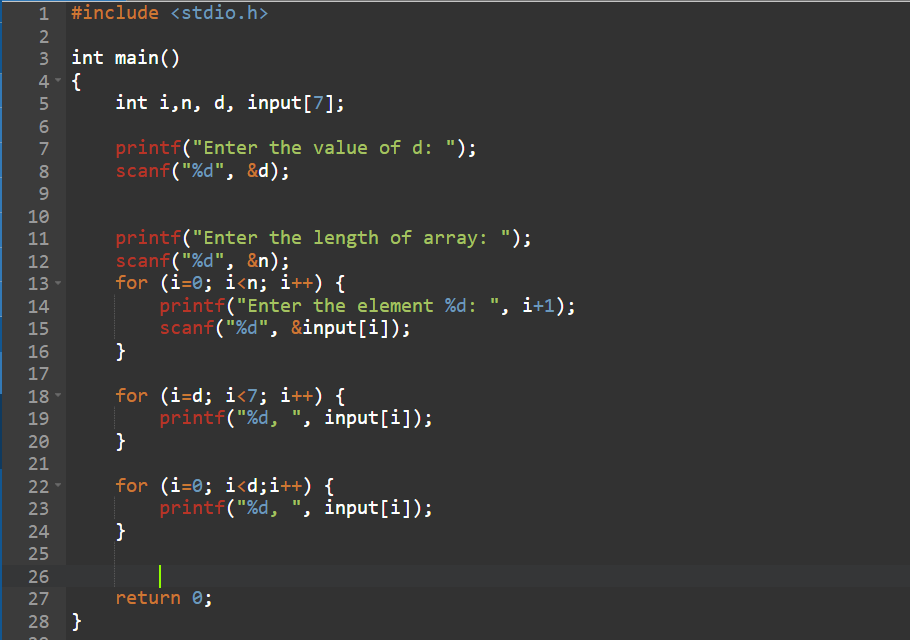 1 #include <stdio.h>
2
3 int main()
4 {
5     int i,n, d, input[7];
6
7     printf("Enter the value of d: ");
8     scanf("%d", &d);
9
10
11     printf("Enter the length of array: ");
12     scanf("%d", &n);
13     for (i=0; i<n; i++) {
14         printf("Enter the element %d: ", i+1);
15         scanf("%d", &input[i]);
16     }
17
18     for (i=d; i<7; i++) {
19         printf("%d, ", input[i]);
20     }
21
22     for (i=0; i<d;i++) {
23         printf("%d, ", input[i]);
24     }
25
26
27     return 0;
28 }